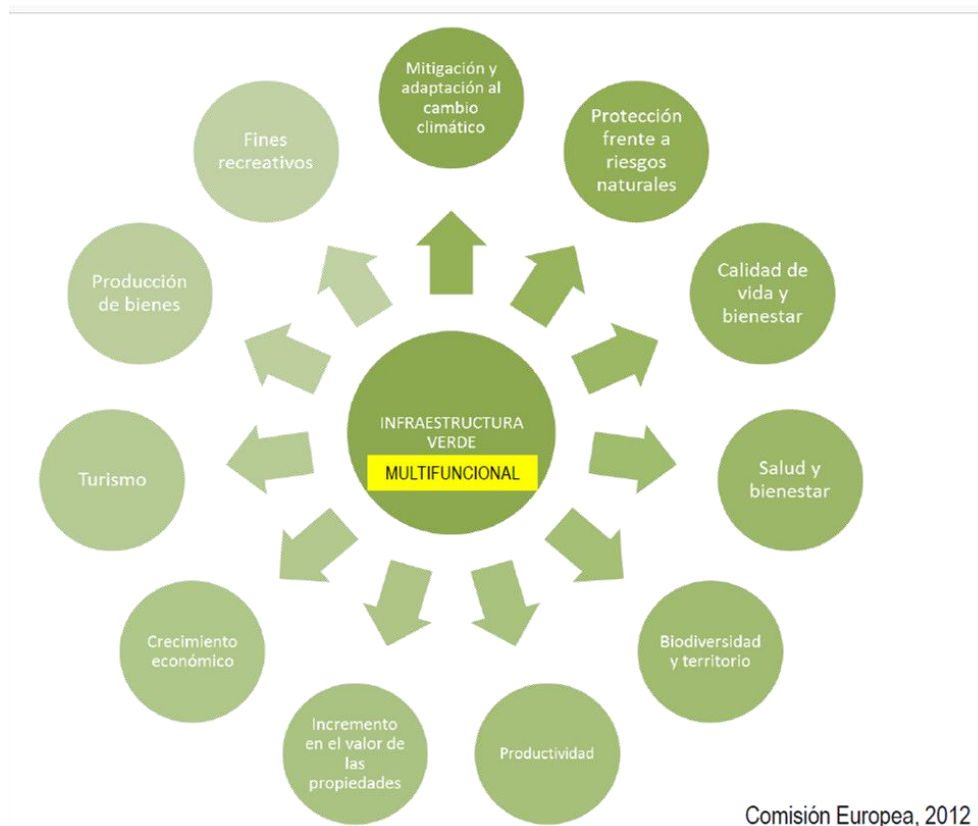 Mitigación y
adaptación al
cambio
climático
Protección
frente a
riesgos
naturales
Calidad de
vida y
bienestar
Salud y
bienestar
Biodiversidad
y territorio
Productividad
Incremento
en el valor de
las
propiedades
Crecimiento
económico
Turismo
Producción
de bienes
Fines
recreativos
INFRAESTRUCTURA
VERDE
MULTIFUNCIONAL
Comisión Europea, 2012